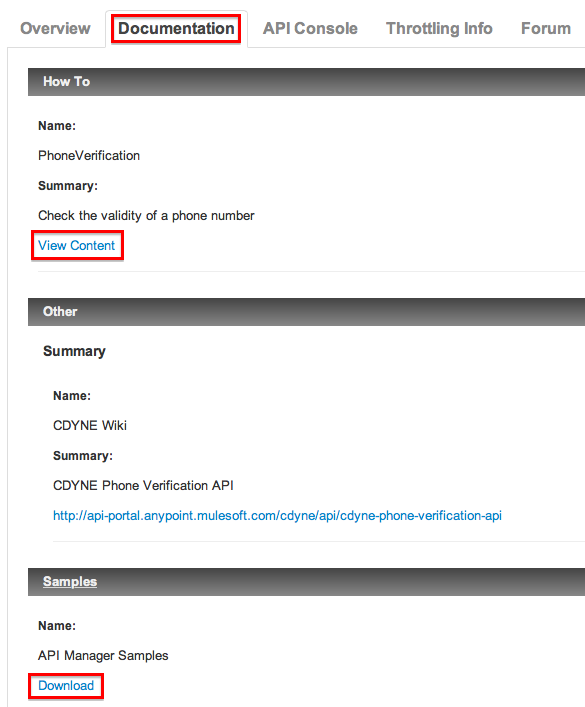 Overview Documentation API Console Throttling Info Forum
How To
Name:
PhoneVerification
Summary:
Check the validity of a phone number
View Content
Other
Summary
Name:
CDYNE Wiki
Summary:
CDYNE Phone Verification API
http://api-portal.anypoint.mulesoft.com/cdyne/api/cdyne-phone-verification-api
Samples
Name:
API Manager Samples
Download